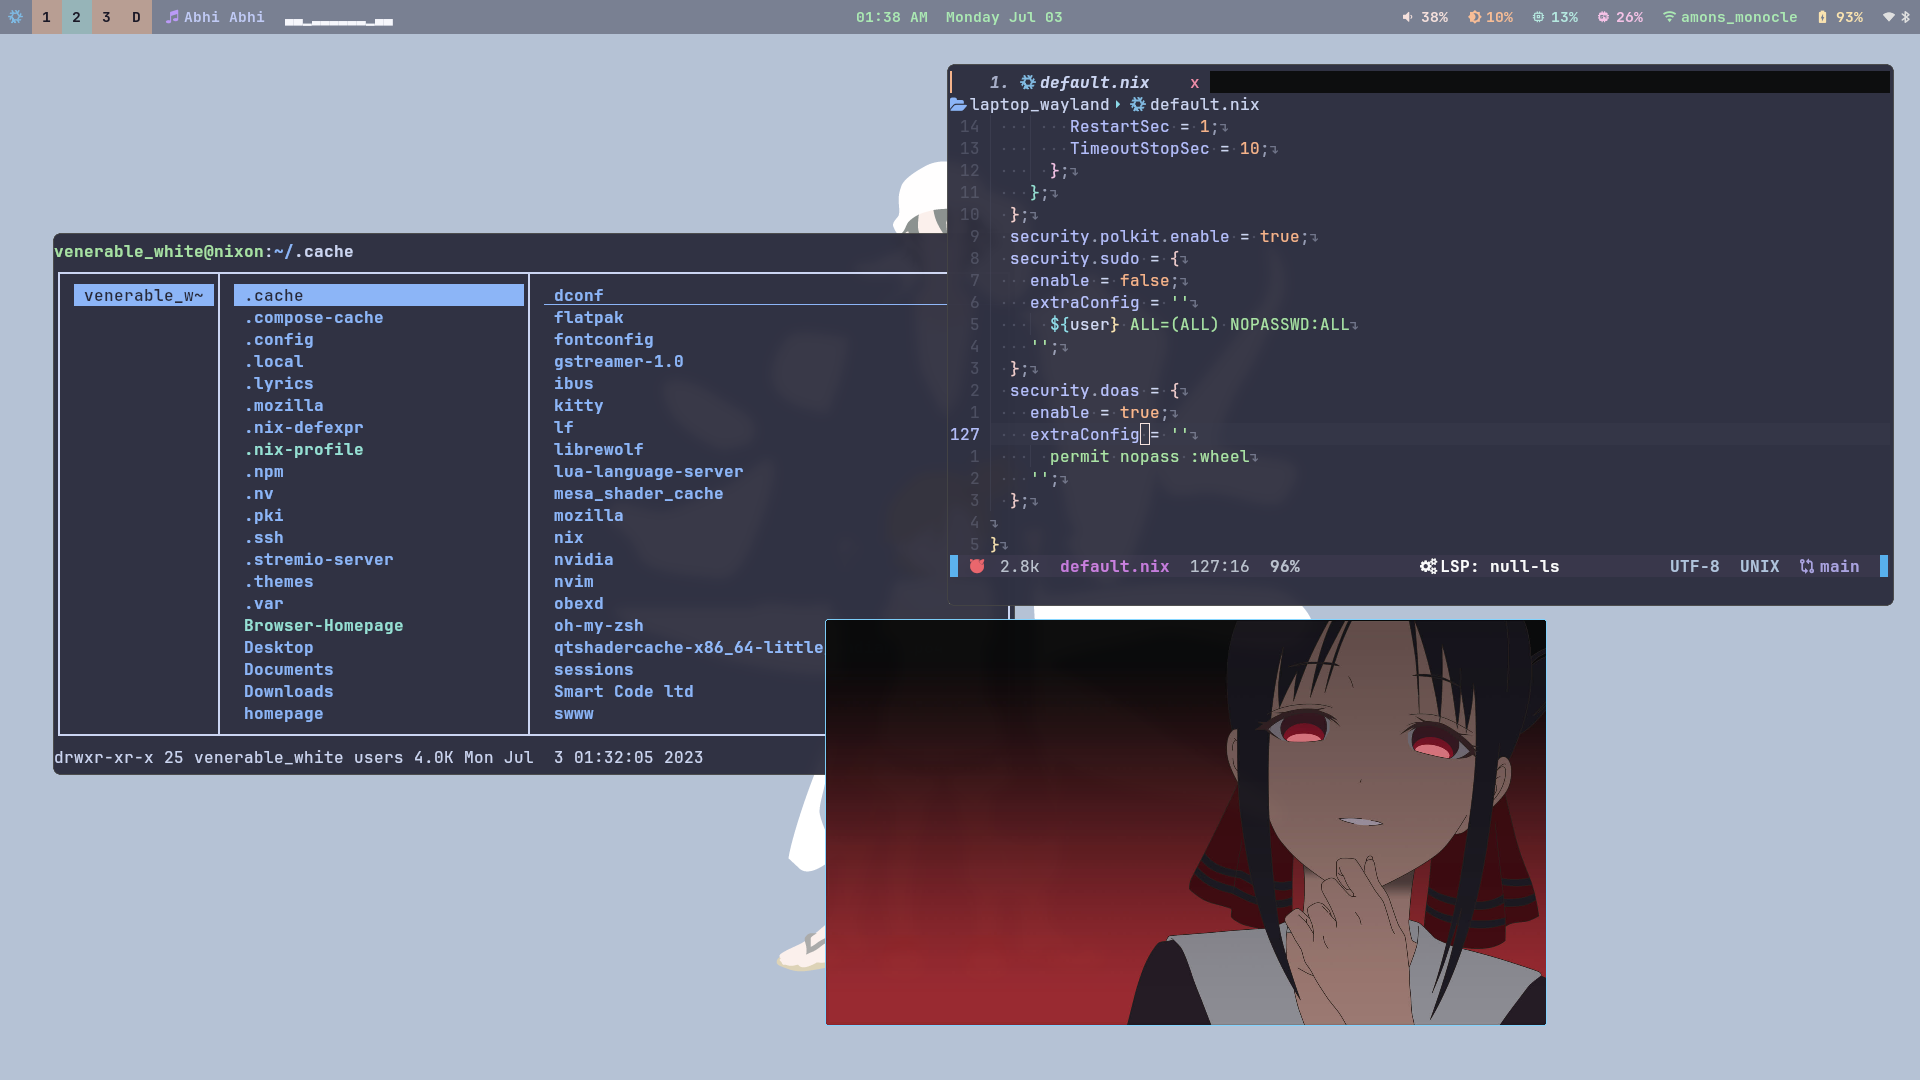 1 2 3 D Abhi Abhi 01:38 AM Monday Jul 03 38% 10% 13% 26% amons_monocle 93%
1. default.nix x
laptop_wayland default.nix
14 RestartSec = 1;
13 TimeoutStopSec = 10;
12 };
11 };
10 };
9 security.polkit.enable = true;
8 security.sudo = {
7 enable = false;
6 extraConfig = ''
5 ${user} ALL=(ALL) NOPASSWD:ALL
4 '';
3 };
2 security.doas = {
1 enable = true;
127 extraConfig = ''
1 permit nopass :wheel
2 '';
3 };
4
5 }
2.8k default.nix 127:16 96% LSP: null-ls UTF-8 UNIX main
venerable_white@nixon:~/.cache
venerable_w~ .cache dconf
.compose-cache flatpak
.config fontconfig
.local gstreamer-1.0
.lyrics ibus
.mozilla kitty
.nix-defexpr lf
.nix-profile librewolf
.npm lua-language-server
.nv mesa_shader_cache
.pki mozilla
.ssh nix
.stremio-server nvidia
.themes nvim
.var obexd
Browser-Homepage oh-my-zsh
Desktop qtshadercache-x86_64-little
Documents sessions
Downloads Smart Code ltd
homepage swww
drwxr-xr-x 25 venerable_white users 4.0K Mon Jul  3 01:32:05 2023